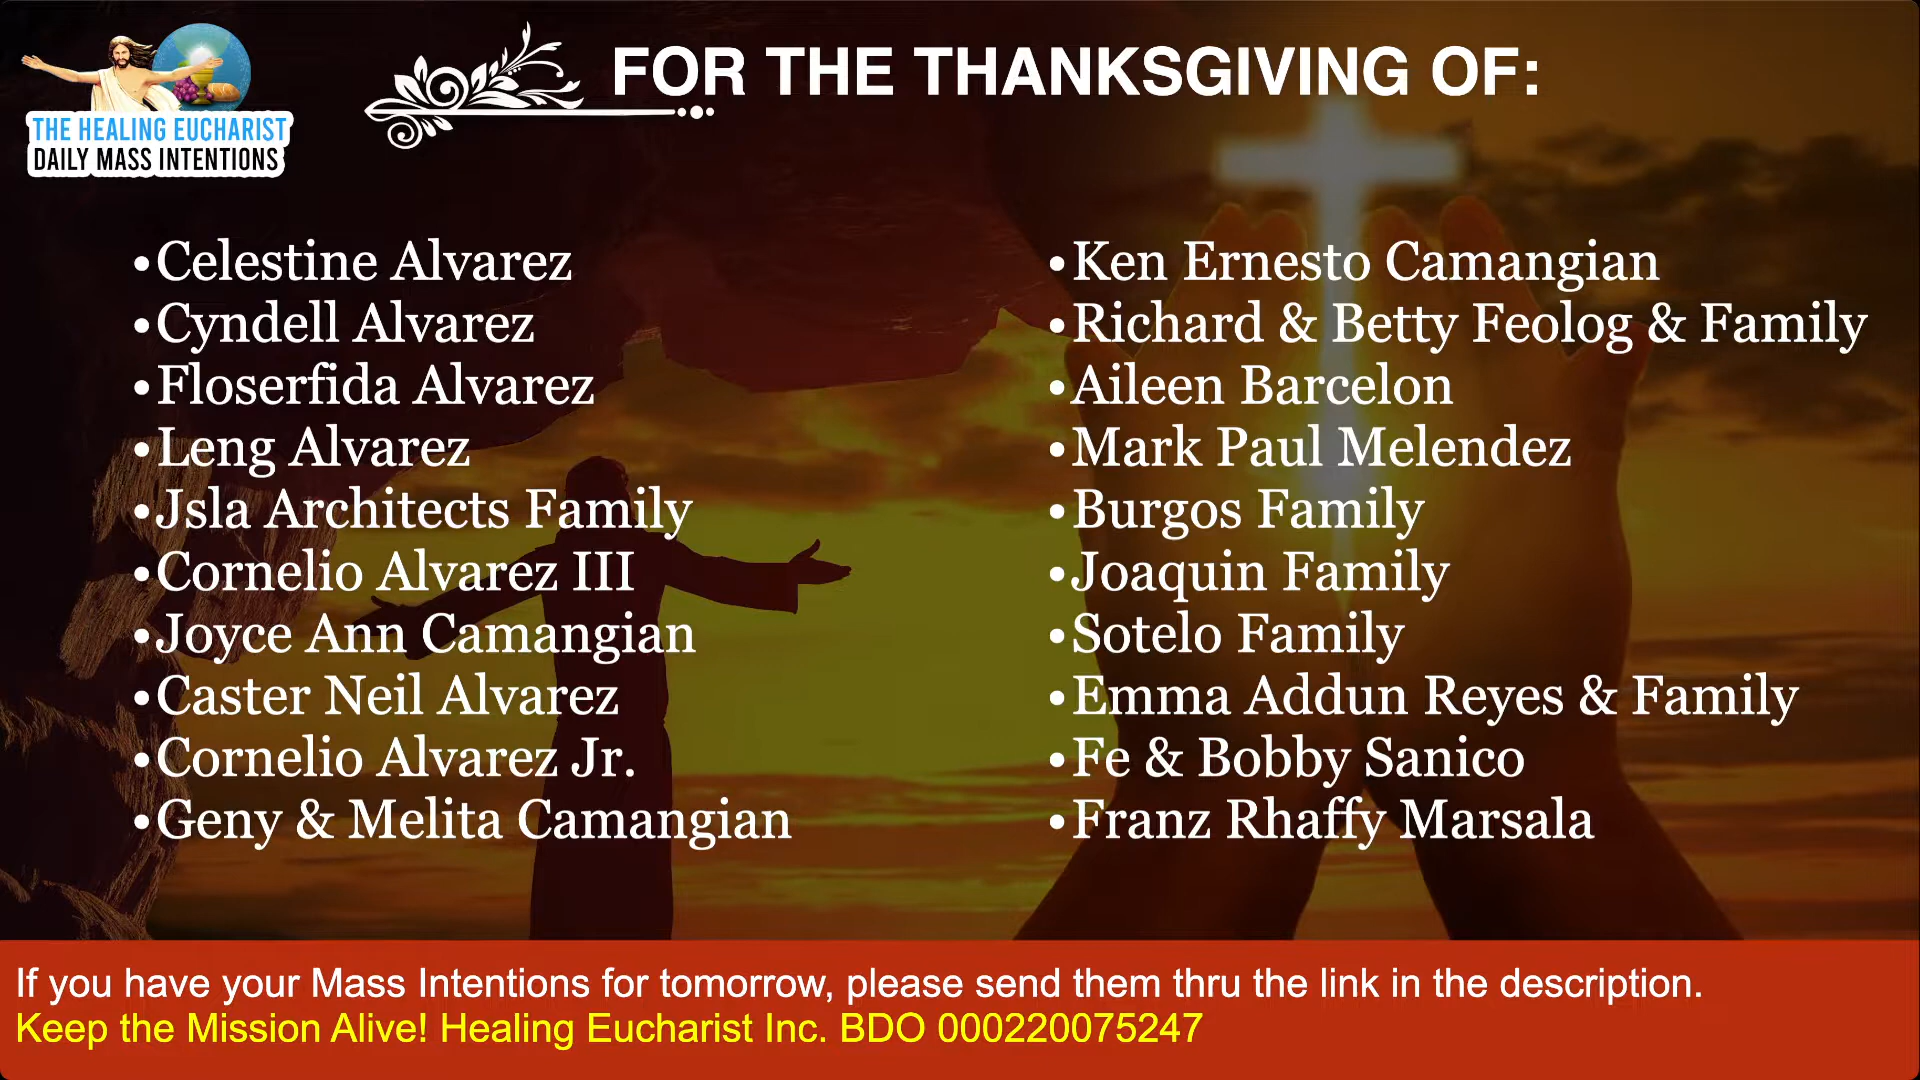 THE HEALING EUCHARIST
DAILY MASS INTENTIONS
FOR THE THANKSGIVING OF:
•Celestine Alvarez
•Cyndell Alvarez
•Floserfida Alvarez
•Leng Alvarez
•Jsla Architects Family
•Cornelio Alvarez III
•Joyce Ann Camangian
•Caster Neil Alvarez
•Cornelio Alvarez Jr.
•Geny & Melita Camangian
•Ken Ernesto Camangian
•Richard & Betty Feolog & Family
•Aileen Barcelon
•Mark Paul Melendez
•Burgos Family
•Joaquin Family
•Sotelo Family
•Emma Addun Reyes & Family
•Fe & Bobby Sanico
•Franz Rhaffy Marsala
If you have your Mass Intentions for tomorrow, please send them thru the link in the description.
Keep the Mission Alive! Healing Eucharist Inc. BDO 000220075247